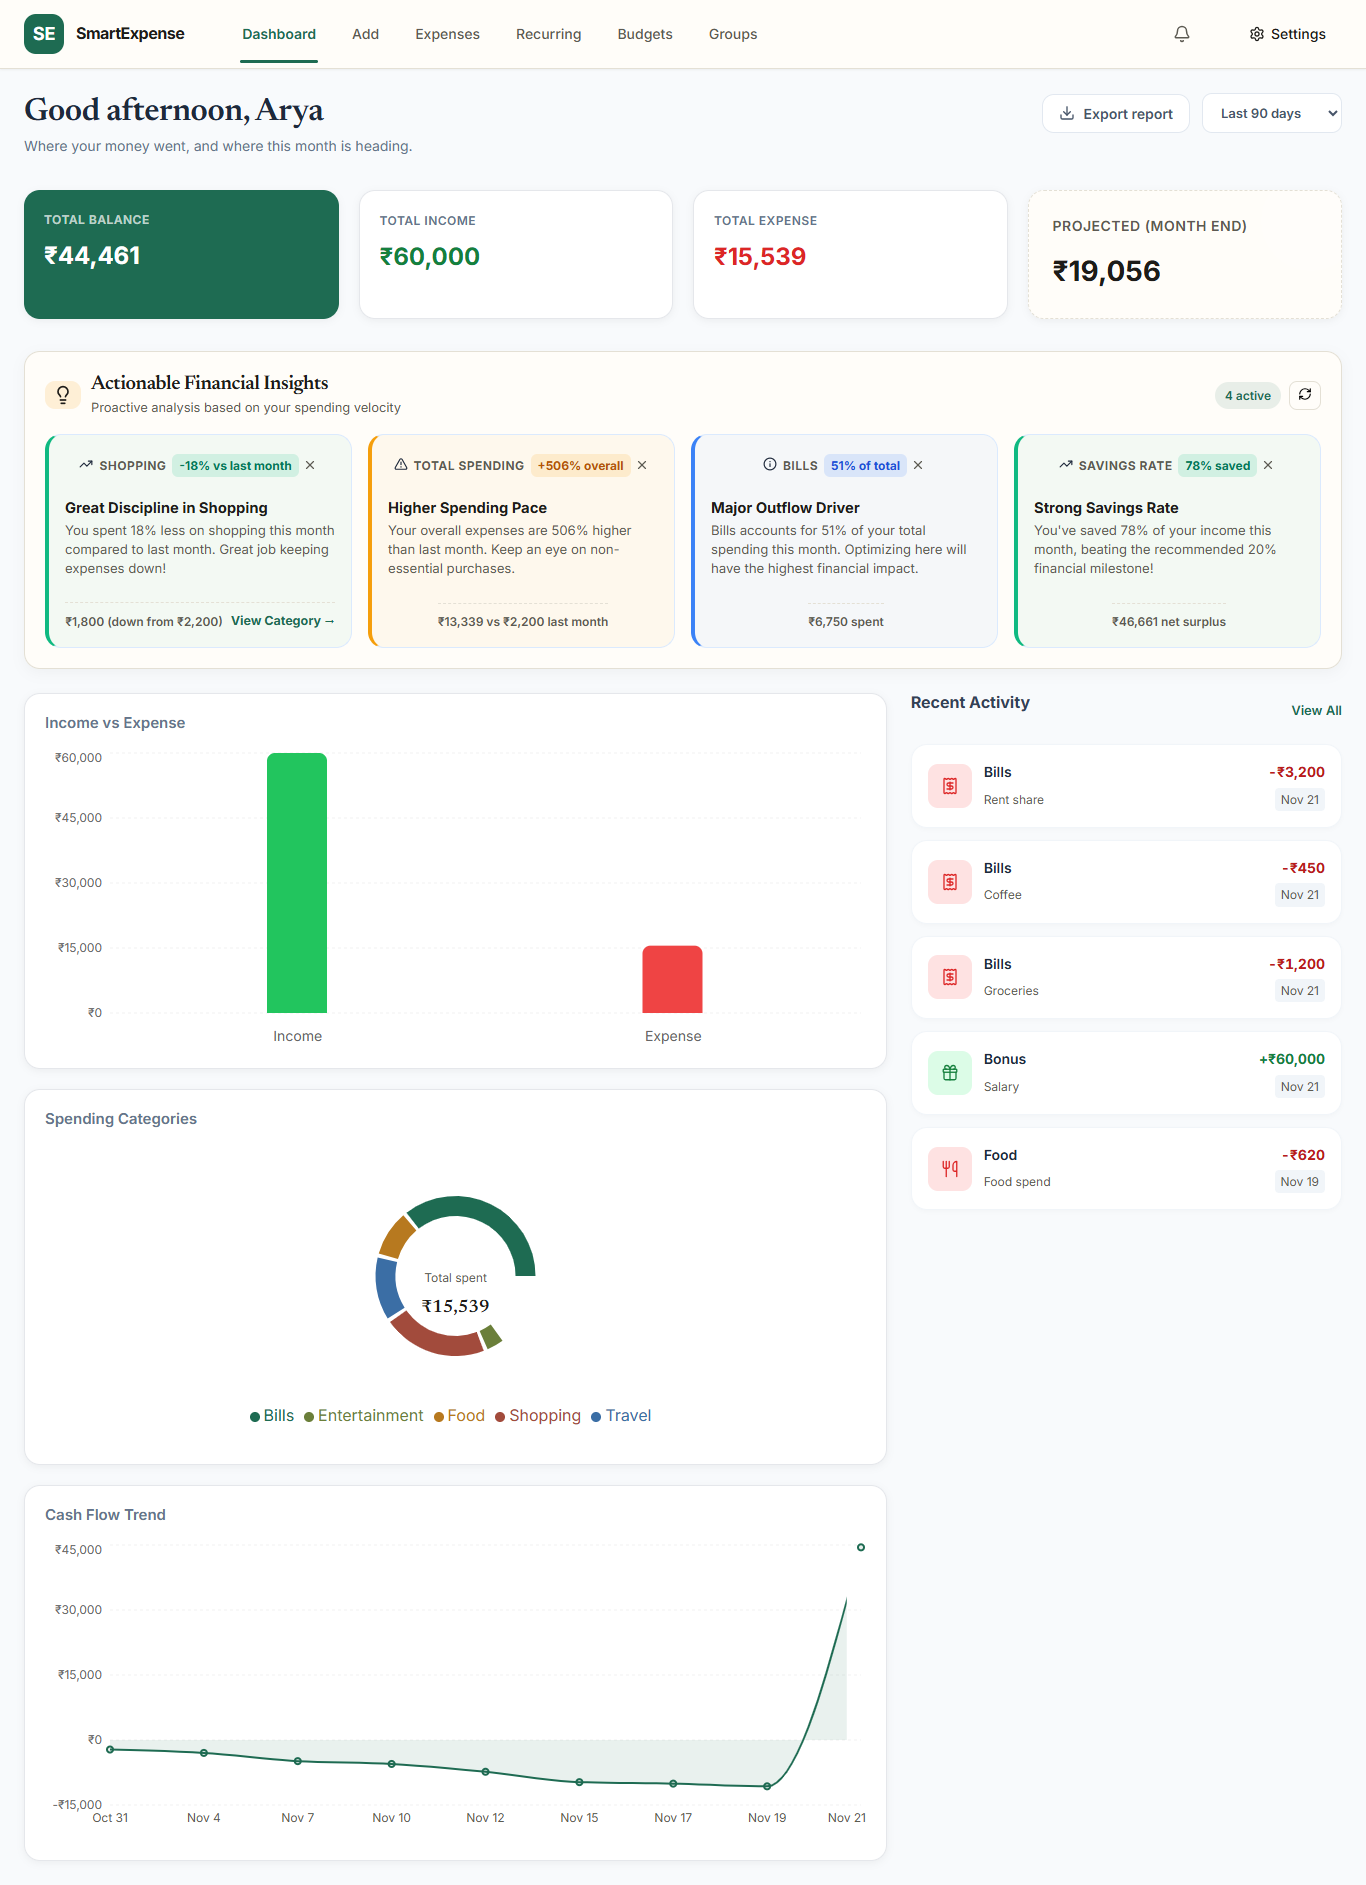 SE
SmartExpense
Dashboard
Add
Expenses
Recurring
Budgets
Groups
Settings
Good afternoon, Arya
Where your money went, and where this month is heading.
Export report
Last 90 days
TOTAL BALANCE
₹44,461
TOTAL INCOME
₹60,000
TOTAL EXPENSE
₹15,539
PROJECTED (MONTH END)
₹19,056
Actionable Financial Insights
Proactive analysis based on your spending velocity
4 active
SHOPPING
-18% vs last month
Great Discipline in Shopping
You spent 18% less on shopping this month
compared to last month. Great job keeping
expenses down!
₹1,800 (down from ₹2,200)
View Category →
TOTAL SPENDING
+506% overall
Higher Spending Pace
Your overall expenses are 506% higher
than last month. Keep an eye on non-
essential purchases.
₹13,339 vs ₹2,200 last month
BILLS
51% of total
Major Outflow Driver
Bills accounts for 51% of your total
spending this month. Optimizing here will
have the highest financial impact.
₹6,750 spent
SAVINGS RATE
78% saved
Strong Savings Rate
You've saved 78% of your income this
month, beating the recommended 20%
financial milestone!
₹46,661 net surplus
Income vs Expense
₹60,000
₹45,000
₹30,000
₹15,000
₹0
Income
Expense
Spending Categories
Total spent
₹15,539
Bills
Entertainment
Food
Shopping
Travel
Cash Flow Trend
₹45,000
₹30,000
₹15,000
₹0
-₹15,000
Oct 31
Nov 4
Nov 7
Nov 10
Nov 12
Nov 15
Nov 17
Nov 19
Nov 21
Recent Activity
View All
Bills
-₹3,200
Rent share
Nov 21
Bills
-₹450
Coffee
Nov 21
Bills
-₹1,200
Groceries
Nov 21
Bonus
+₹60,000
Salary
Nov 21
Food
-₹620
Food spend
Nov 19